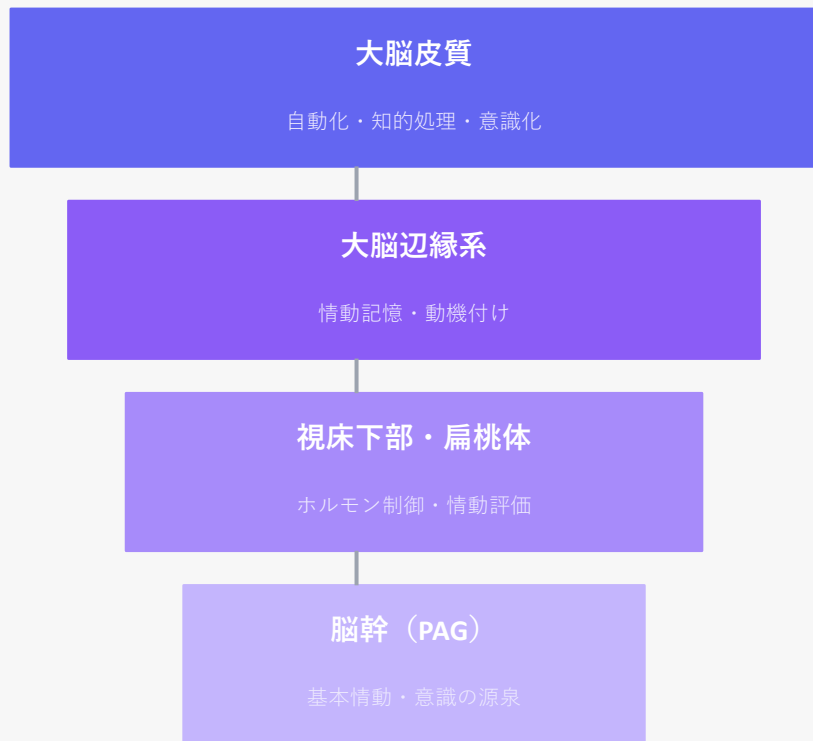 大脳皮質
自動化・知的処理・意識化
大脳辺縁系
情動記憶・動機付け
視床下部・扁桃体
ホルモン制御・情動評価
脳幹（PAG）
基本情動・意識の源泉